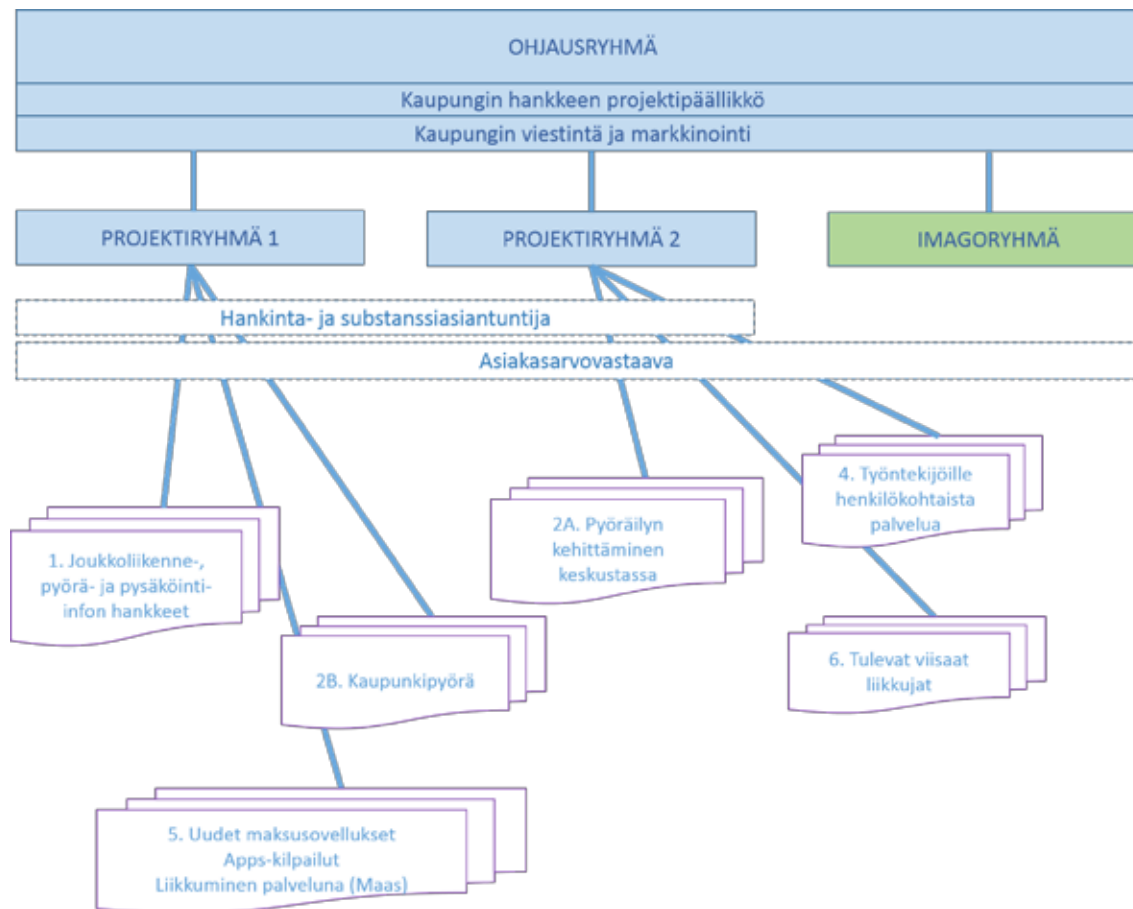 OHJAUSRYHMÄ
Kaupungin hankkeen projektipäällikkö
Kaupungin viestintä ja markkinointi
PROJEKTIRYHMÄ 1
PROJEKTIRYHMÄ 2
IMAGORYHMÄ
Hankinta- ja substanssiasiantuntija
Asiakasarvovastaava
4. Työntekijöille
henkilökohtaista
palvelua
2A. Pyöräilyn
kehittäminen
keskustassa
1. Joukkoliikenne-,
pyörä- ja pysäköinti-
infon hankkeet
2B. Kaupunkipyörä
6. Tulevat viisaat
liikkujat
5. Uudet maksusovellukset
Apps-kilpailut
Liikkuminen palveluna (Maas)